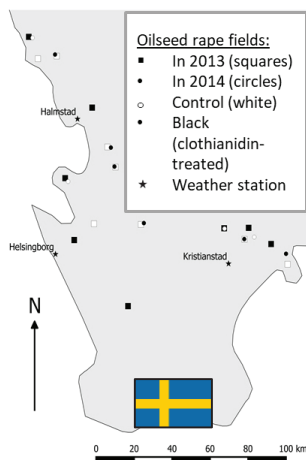 Oilseed rape fields:
In 2013 (squares)
In 2014 (circles)
Control (white)
Black
(clothianidin-
treated)
Weather station
Halmstad
Helsingborg
Kristianstad
N
0 20 40 60 80 100 km